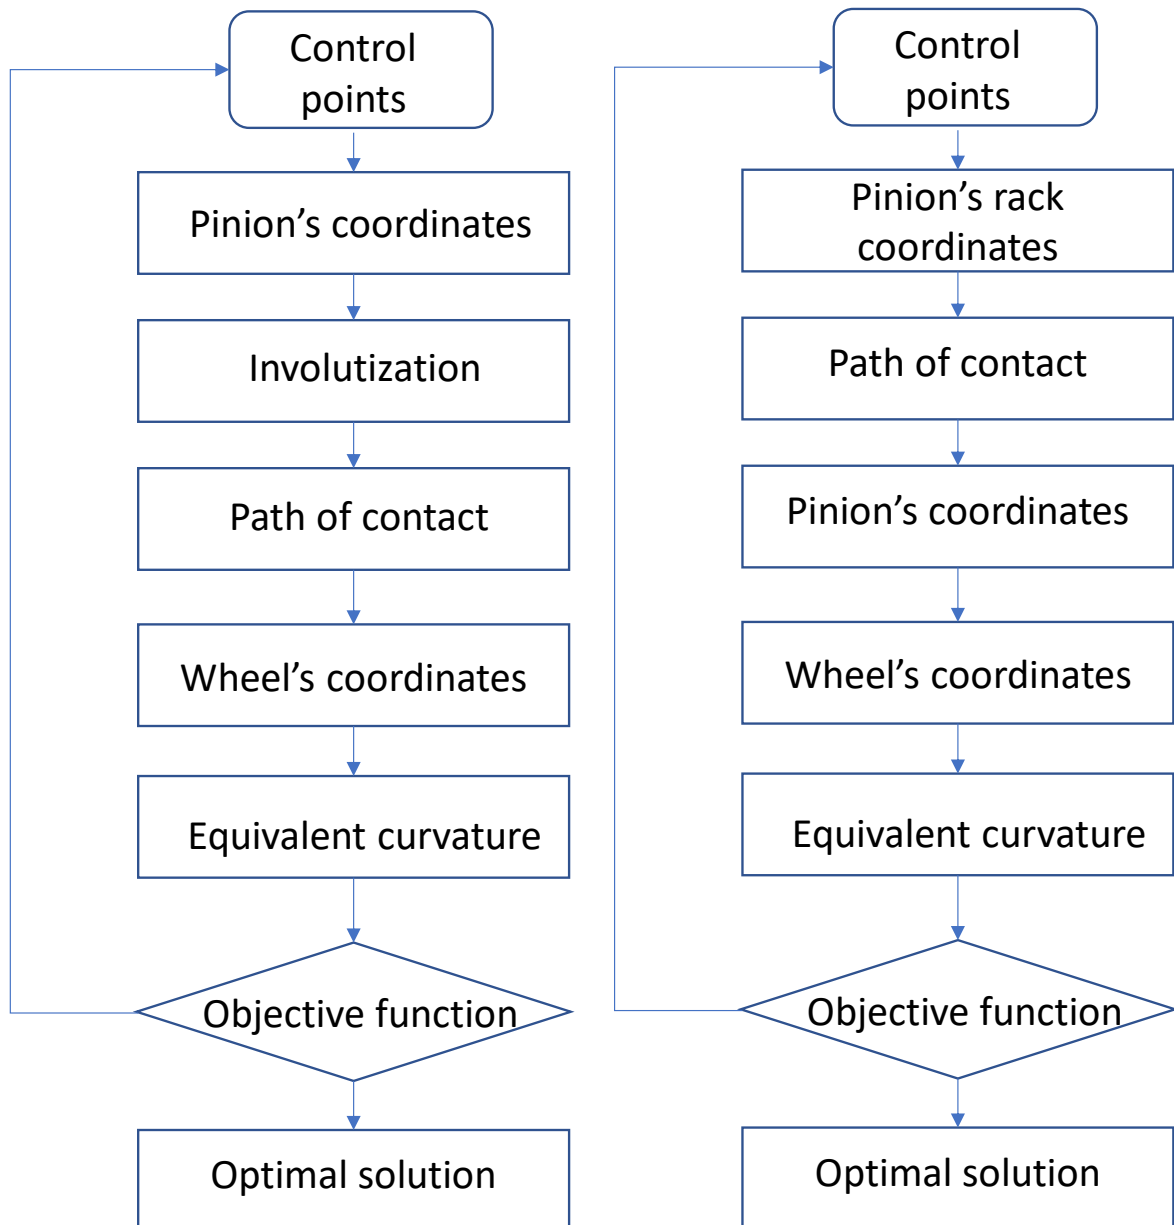 Control
points
Pinion’s coordinates
Involutization
Path of contact
Wheel’s coordinates
Equivalent curvature
Objective function
Optimal solution
Control
points
Pinion’s rack
coordinates
Path of contact
Pinion’s coordinates
Wheel’s coordinates
Equivalent curvature
Objective function
Optimal solution